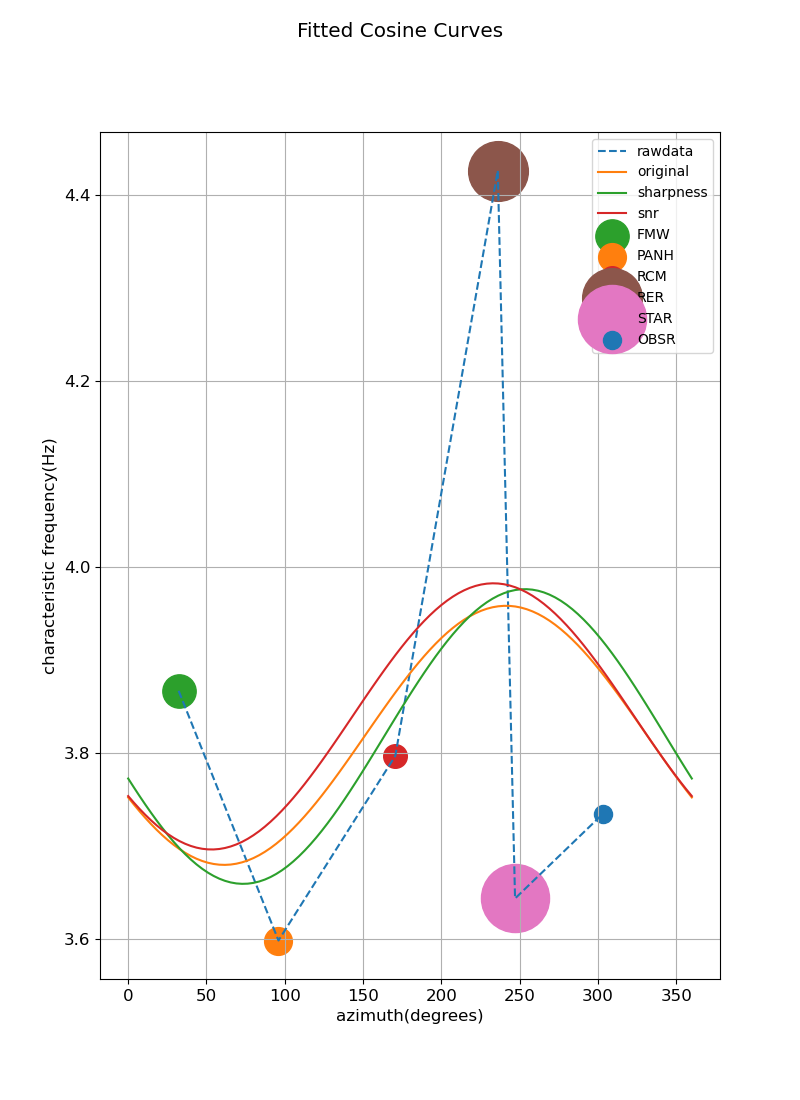 Fitted Cosine Curves
rawdata
original
sharpness
snr
FMW
PANH
RCM
RER
STAR
OBSR
4.4
4.2
4.0
3.8
3.6
characteristic frequency(Hz)
0 50 100 150 200 250 300 350
azimuth(degrees)